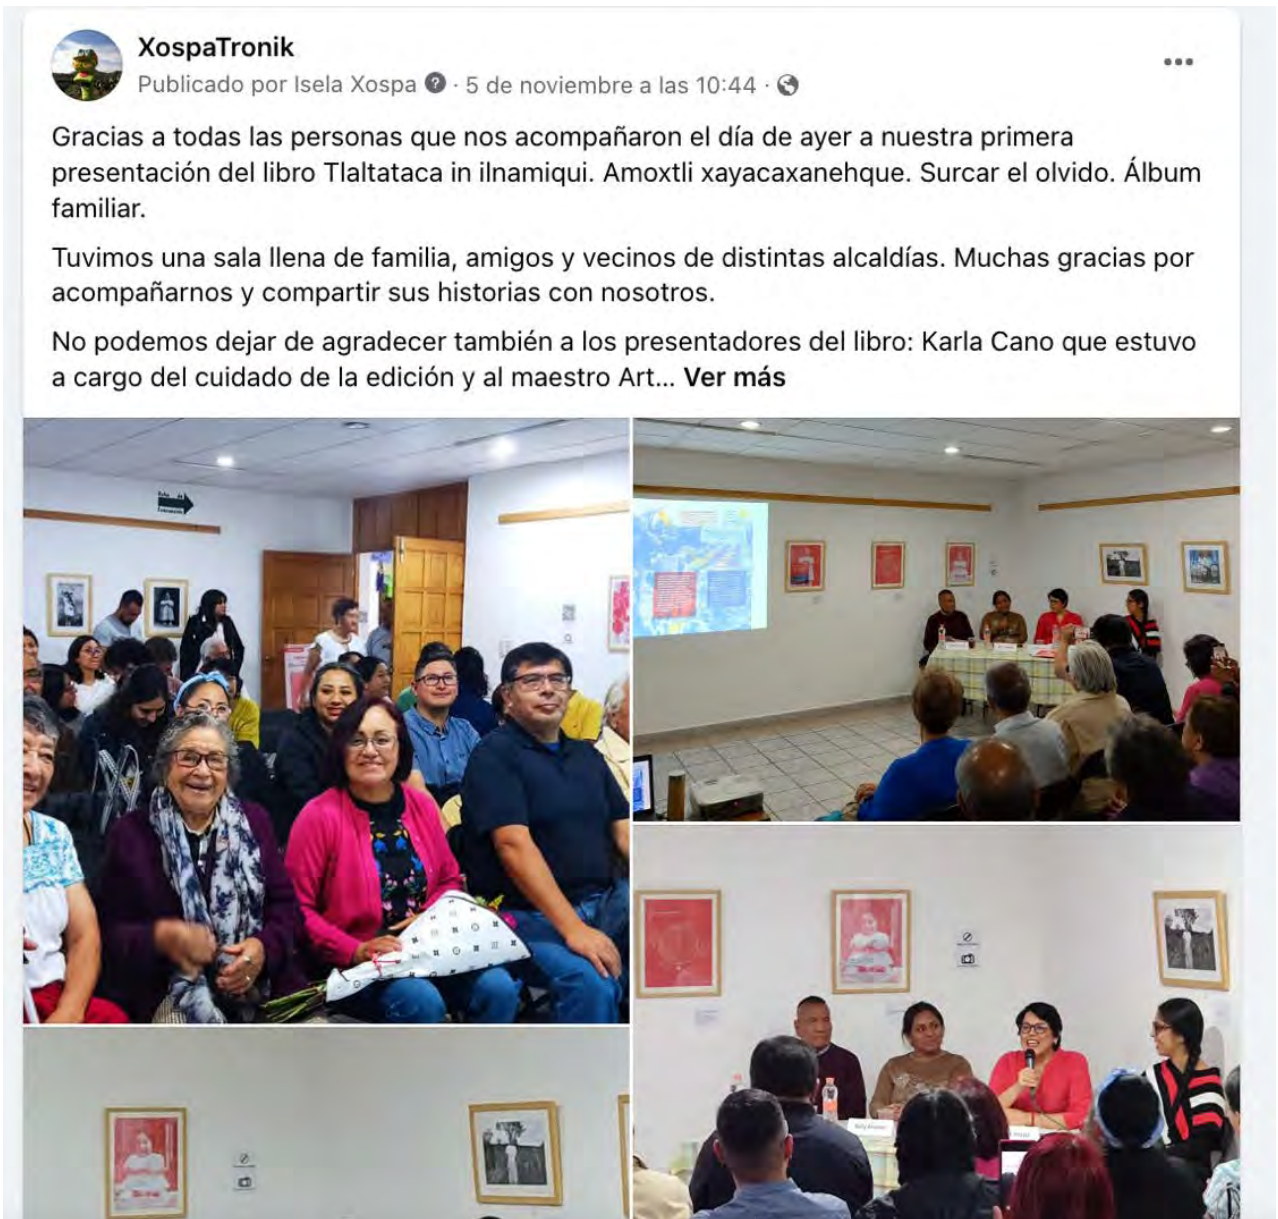 XospaTronik
Publicado por Isela Xospa · 5 de noviembre a las 10:44 ·
Gracias a todas las personas que nos acompañaron el día de ayer a nuestra primera
presentación del libro Tlaltataca in ilnamiqui. Amoxtli xayacaxanehque. Surcar el olvido. Álbum
familiar.
Tuvimos una sala llena de familia, amigos y vecinos de distintas alcaldías. Muchas gracias por
acompañarnos y compartir sus historias con nosotros.
No podemos dejar de agradecer también a los presentadores del libro: Karla Cano que estuvo
a cargo del cuidado de la edición y al maestro Art... Ver más